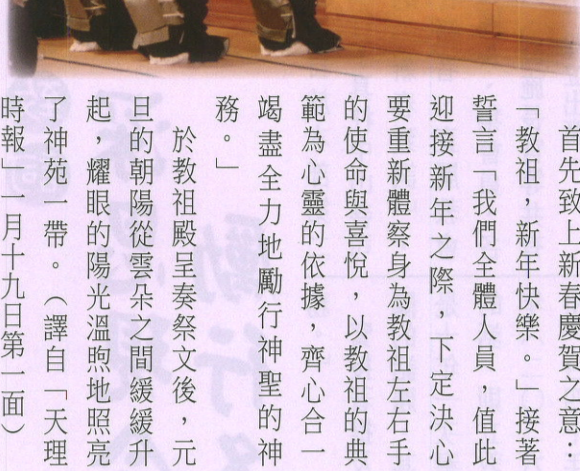 首先致上新春慶賀之意：
「教祖，新年快樂。」接著
誓言「我們全體人員，值此
迎接新年之際，下定決心
要重新體察身為教祖左右手
的使命與喜悅，以教祖的典
範為心靈的依據，齊心合一
竭盡全力地勵行神聖的神
務。」
於教祖殿呈奏祭文後，元
旦的朝陽從雲朵之間緩緩升
起，耀眼的陽光溫煦地照亮
了神苑一帶。（譯自「天理
時報」一月十九日第一面）